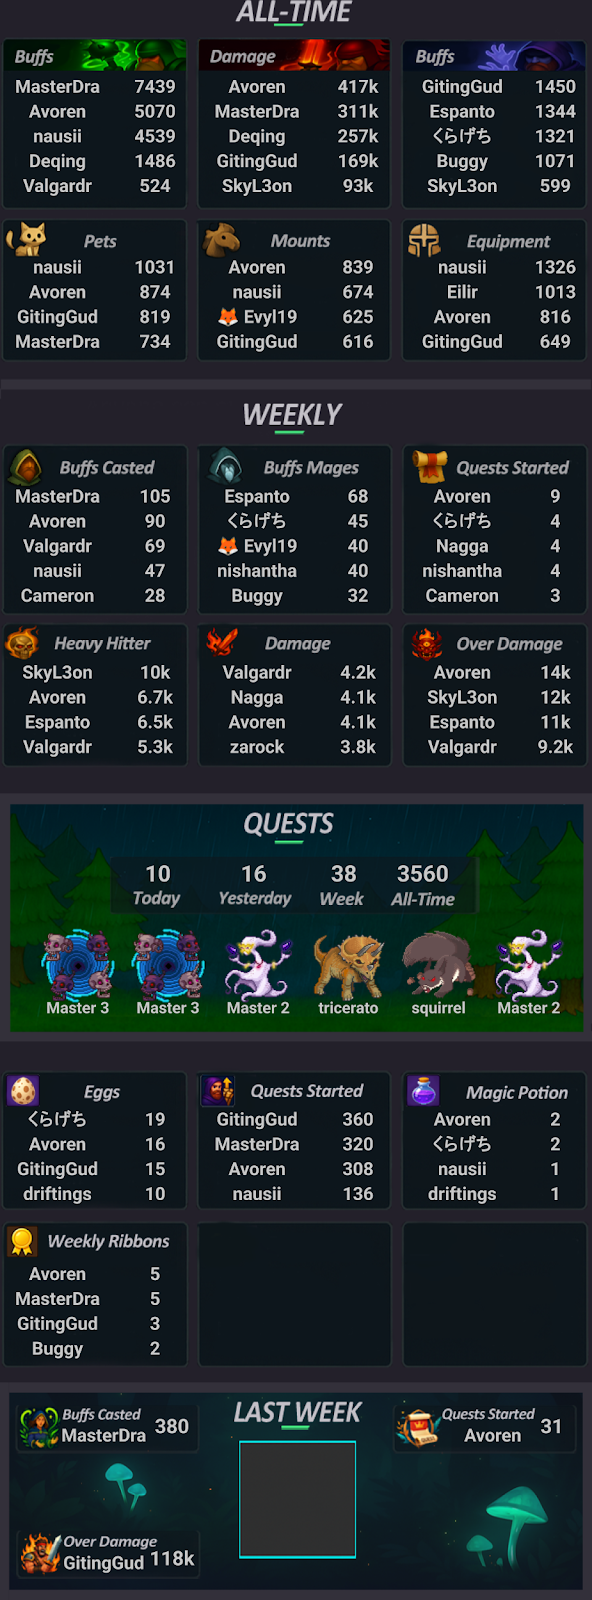 ALL-TIME
Buffs
MasterDra 7439
Avoren 5070
nausii 4539
Deqing 1486
Valgardr 524
Damage
Avoren 417k
MasterDra 311k
Deqing 257k
GitingGud 169k
SkyL3on 93k
Buffs
GitingGud 1450
Espanto 1344
くらげち 1321
Buggy 1071
SkyL3on 599
Pets
nausii 1031
Avoren 874
GitingGud 819
MasterDra 734
Mounts
Avoren 839
nausii 674
🦊 Evyl19 625
GitingGud 616
Equipment
nausii 1326
Eilir 1013
Avoren 816
GitingGud 649
WEEKLY
Buffs Casted
MasterDra 105
Avoren 90
Valgardr 69
nausii 47
Cameron 28
Buffs Mages
Espanto 68
くらげち 45
🦊 Evyl19 40
nishantha 40
Buggy 32
Quests Started
Avoren 9
くらげち 4
Nagga 4
nishantha 4
Cameron 3
Heavy Hitter
SkyL3on 10k
Avoren 6.7k
Espanto 6.5k
Valgardr 5.3k
Damage
Valgardr 4.2k
Nagga 4.1k
Avoren 4.1k
zarock 3.8k
Over Damage
Avoren 14k
SkyL3on 12k
Espanto 11k
Valgardr 9.2k
QUESTS
10 16 38 3560
Today Yesterday Week All-Time
Master 3 Master 3 Master 2 tricerato squirrel Master 2
Eggs
くらげち 19
Avoren 16
GitingGud 15
driftings 10
Quests Started
GitingGud 360
MasterDra 320
Avoren 308
nausii 136
Magic Potion
Avoren 2
くらげち 2
nausii 1
driftings 1
Weekly Ribbons
Avoren 5
MasterDra 5
GitingGud 3
Buggy 2
LAST WEEK
Buffs Casted
MasterDra 380
Quests Started
Avoren 31
Over Damage
GitingGud 118k